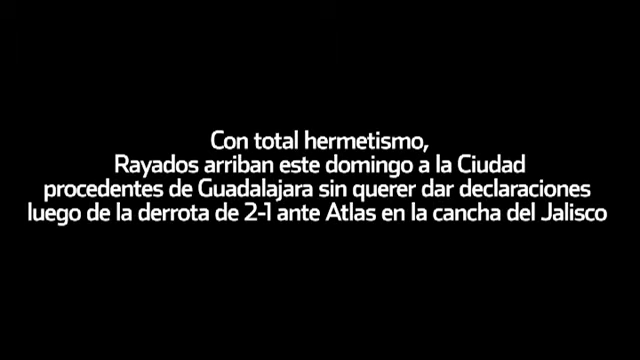 Con total hermetismo,
Rayados arriban este domingo a la Ciudad
procedentes de Guadalajara sin querer dar declaraciones
luego de la derrota de 2-1 ante Atlas en la cancha del Jalisco